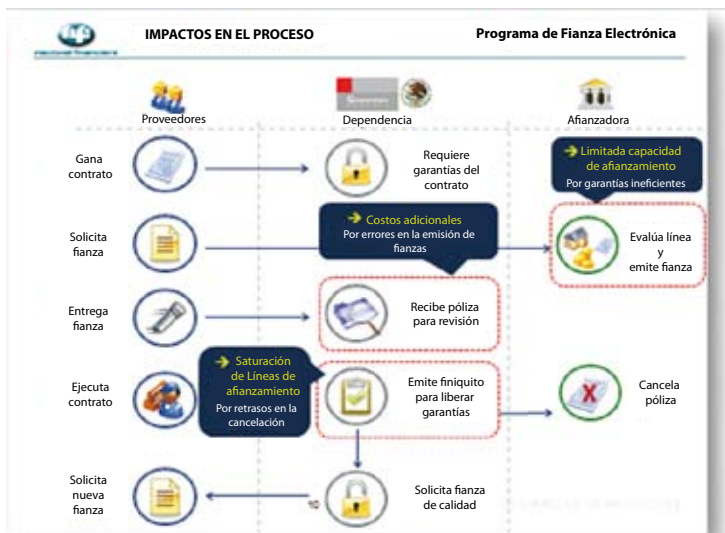 IMPACTOS EN EL PROCESO
Programa de Fianza Electrónica
Proveedores
Dependencia
Afianzadora
Gana
contrato
Requiere
garantías del
contrato
Limitada capacidad
de afianzamiento
Por garantías ineficientes
Solicita
fianza
Costos adicionales
Por errores en la emisión de
fianzas
Evalúa línea
y
emite fianza
Entrega
fianza
Recibe póliza
para revisión
Ejecuta
contrato
Saturación
de Líneas de
afianzamiento
Por retrasos en la
cancelación
Emite finiquito
para liberar
garantías
Cancela
póliza
Solicita
nueva
fianza
10
Solicita fianza
de calidad